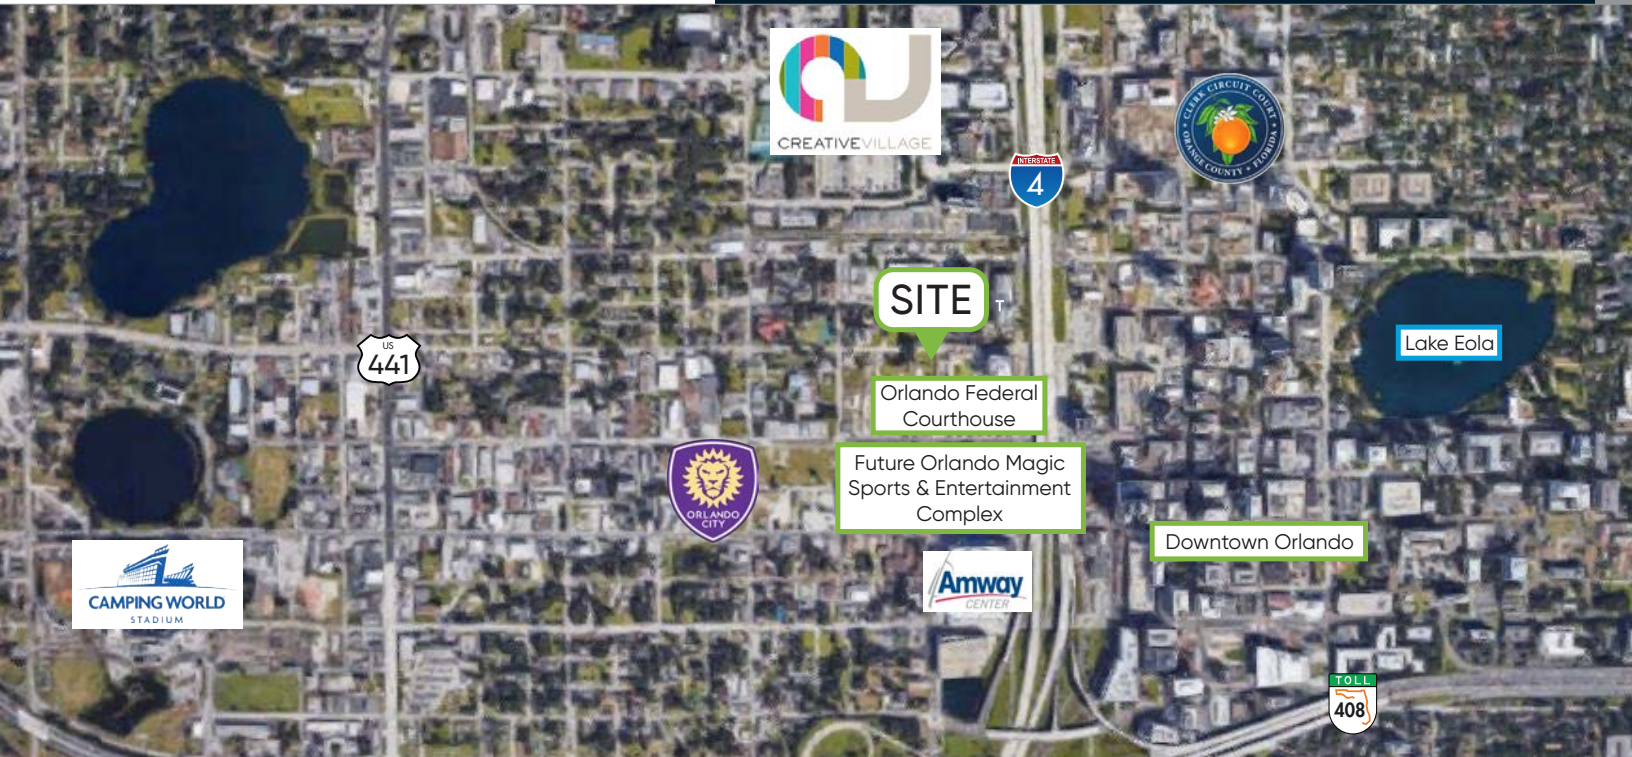 CREATIVEVILLAGE
CLERK CIRCUIT COURT
ORANGE COUNTY • FLORIDA
INTERSTATE
4
SITE
T
US
441
Lake Eola
Orlando Federal
Courthouse
Future Orlando Magic
Sports & Entertainment
Complex
ORLANDO
CITY
Downtown Orlando
CAMPING WORLD
STADIUM
Amway
CENTER
TOLL
408